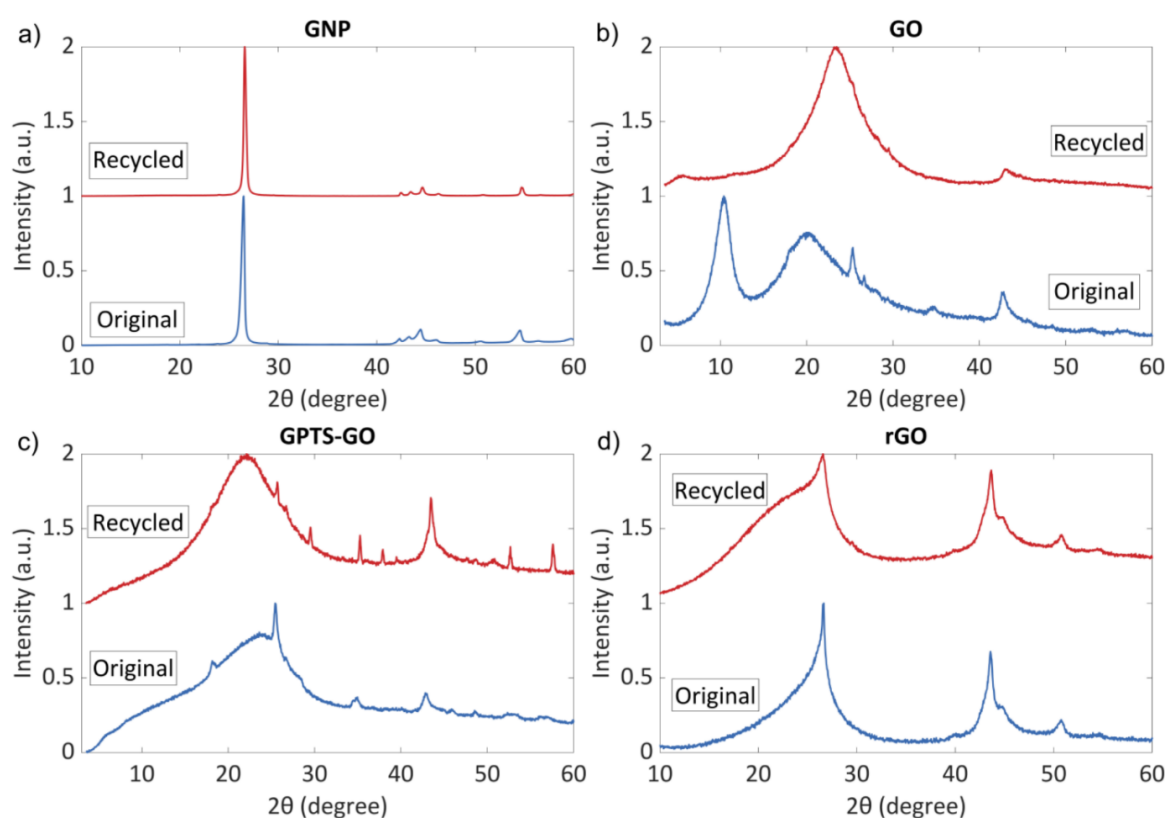 a)
GNP
2
1.5
1
0.5
0
Intensity (a.u.)
Recycled
Original
10 20 30 40 50 60
2θ (degree)
b)
GO
2
1.5
1
0.5
0
Intensity (a.u.)
Recycled
Original
10 20 30 40 50 60
2θ (degree)
c)
GPTS-GO
2
1.5
1
0.5
0
Intensity (a.u.)
Recycled
Original
10 20 30 40 50 60
2θ (degree)
d)
rGO
2
1.5
1
0.5
0
Intensity (a.u.)
Recycled
Original
10 20 30 40 50 60
2θ (degree)